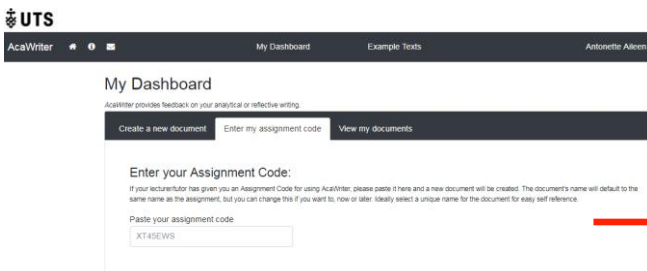 UTS
AcaWriter My Dashboard Example Texts Antonette Aileen
My Dashboard
AcaWriter provides feedback on your analytical or reflective writing.
Create a new document Enter my assignment code View my documents
Enter your Assignment Code:
If your lecturer/tutor has given you an Assignment Code for using AcaWriter, please paste it here and a new document will be created. The document's name will default to the
same name as the assignment, but you can change this if you want to, now or later. Ideally select a unique name for the document for easy self reference.
Paste your assignment code
XT45EWS